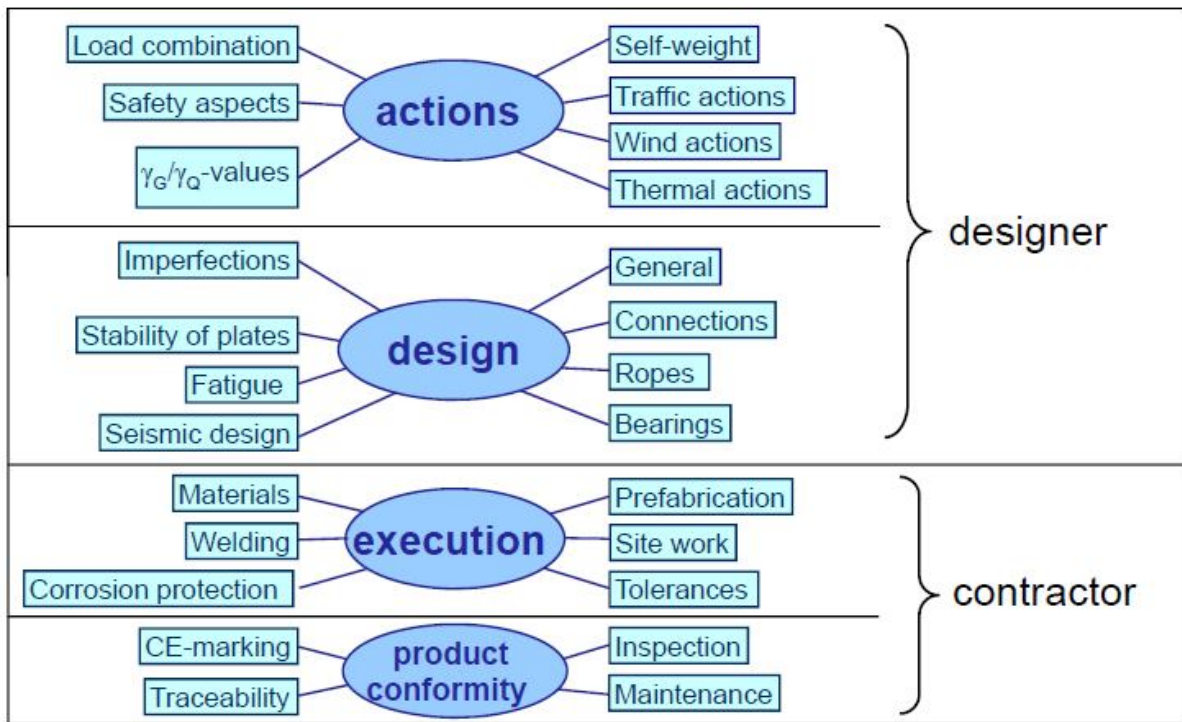 Load combination
Safety aspects
γG/γQ-values
actions
Self-weight
Traffic actions
Wind actions
Thermal actions
designer
Imperfections
Stability of plates
Fatigue
Seismic design
design
General
Connections
Ropes
Bearings
Materials
Welding
Corrosion protection
execution
Prefabrication
Site work
Tolerances
contractor
CE-marking
Traceability
product
conformity
Inspection
Maintenance